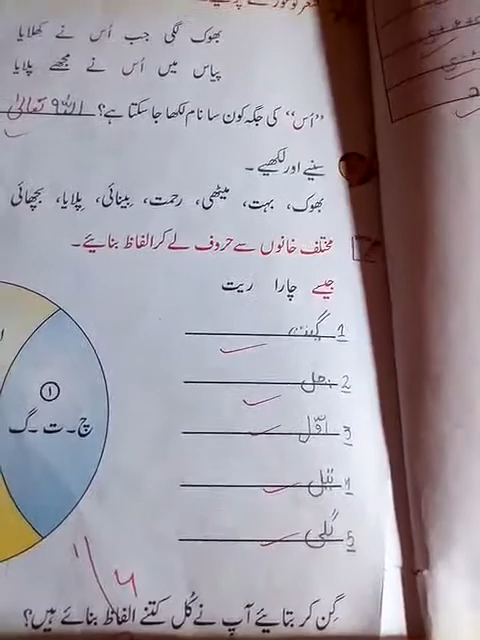 بھوک لگی جب اُس نے کھلایا
پیاس میں اُس نے مجھے پلایا
”اُس“ کی جگہ کون سا نام لکھا جا سکتا ہے؟ اللہ تعالیٰ
سنیے اور لکھیے۔
بھوک، بہت، میٹھی، رحمت، بینائی، پلایا، بچھائی
مختلف خانوں سے حروف لے کر الفاظ بنائیے۔
جیسے چارا ریت
1
2
3
4
5
①
چ۔ت۔گ
گِن کر بتائیے آپ نے کُل کتنے الفاظ بنائے ہیں؟